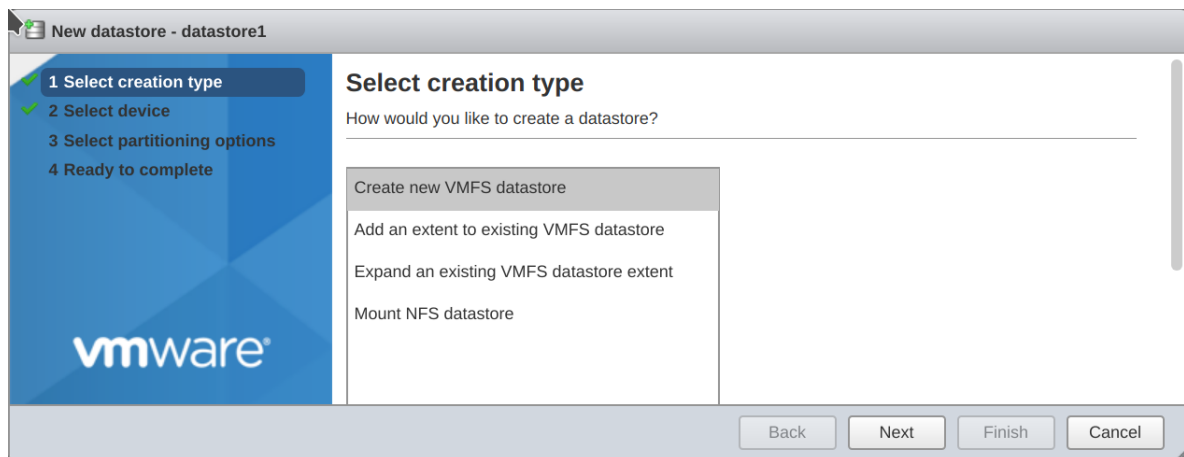 New datastore - datastore1
1 Select creation type
2 Select device
3 Select partitioning options
4 Ready to complete
vmware®
Select creation type
How would you like to create a datastore?
Create new VMFS datastore
Add an extent to existing VMFS datastore
Expand an existing VMFS datastore extent
Mount NFS datastore
Back
Next
Finish
Cancel